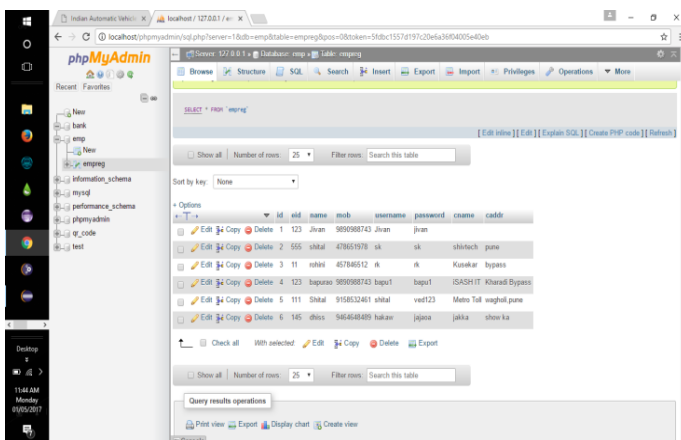 Indian Automatic Vehicle
localhost / 127.0.0.1 / em
localhost/phpmyadmin/sql.php?server=1&db=emp&table=empreg&pos=0&token=5fdbc1557d197c20e6a36f04005e40eb
phpMyAdmin
Recent Favorites
New
bank
emp
New
empreg
information_schema
mysql
performance_schema
phpmyadmin
qr_code
test
Server: 127.0.0.1 » Database: emp » Table: empreg
Browse Structure SQL Search Insert Export Import Privileges Operations More
SELECT * FROM `empreg`
[ Edit inline ] [ Edit ] [ Explain SQL ] [ Create PHP code ] [ Refresh ]
Show all Number of rows: 25 Filter rows: Search this table
Sort by key: None
+ Options
id eid name mob username password cname caddr
Edit Copy Delete 1 123 Jivan 9890988743 Jivan jivan
Edit Copy Delete 2 555 shital 478651978 sk sk shivtech pune
Edit Copy Delete 3 11 rohini 457846512 rk rk Kusekar bypass
Edit Copy Delete 4 123 bapurao 9890988743 bapu1 bapu1 iSASH IT Kharadi Bypass
Edit Copy Delete 5 111 Shital 9158532461 shital ved123 Metro Toll wagholi,pune
Edit Copy Delete 6 145 dhiss 9464648489 hakaw jajaoa jakka show ka
Check all With selected: Edit Copy Delete Export
Show all Number of rows: 25 Filter rows: Search this table
Query results operations
Print view Export Display chart Create view
Desktop
11:44 AM
Monday
01/05/2017